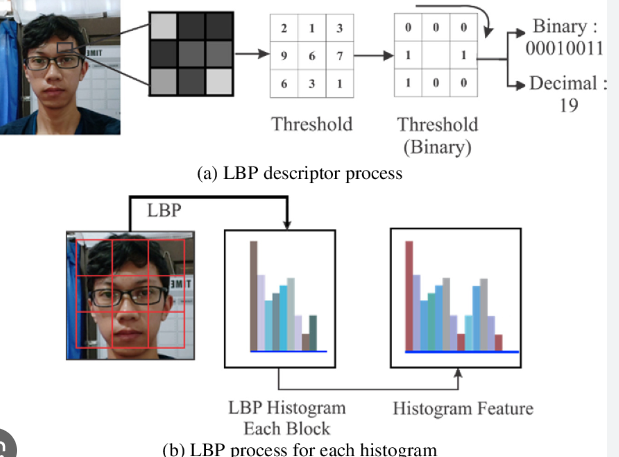 2 1 3
9 6 7
6 3 1
Threshold
0 0 0
1 1
1 0 0
Threshold
(Binary)
Binary :
00010011
Decimal :
19
(a) LBP descriptor process
LBP
LBP Histogram
Each Block
Histogram Feature
(b) LBP process for each histogram